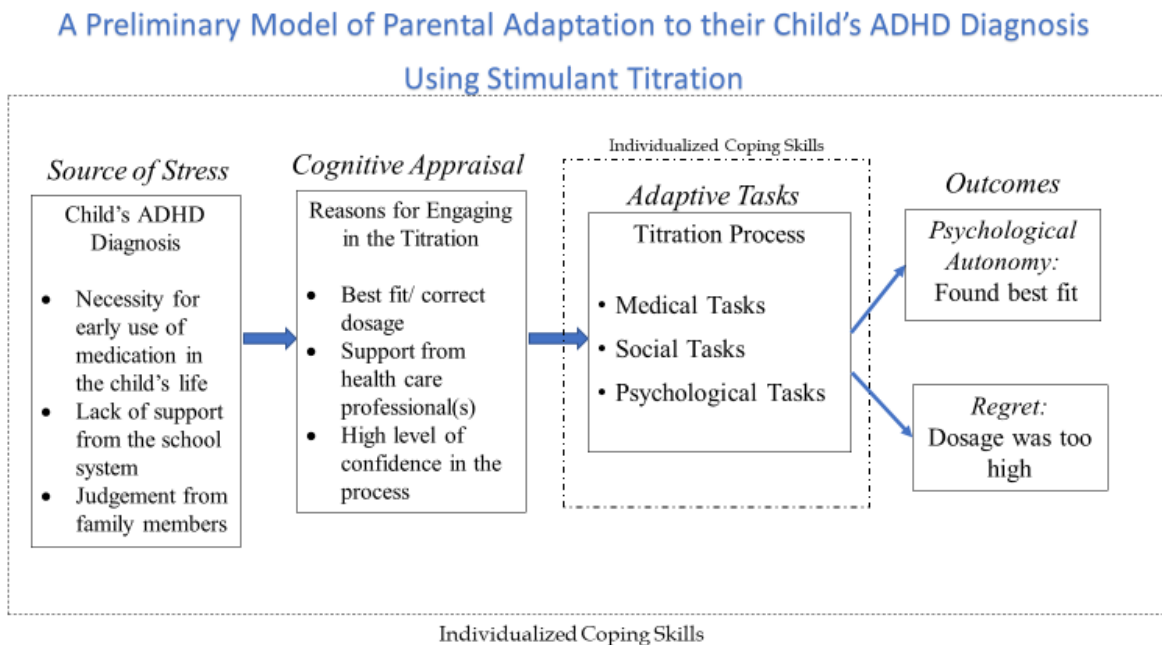 A Preliminary Model of Parental Adaptation to their Child's ADHD Diagnosis
Using Stimulant Titration
Source of Stress
Child's ADHD
Diagnosis
• Necessity for
early use of
medication in
the child's life
• Lack of support
from the school
system
• Judgement from
family members
Cognitive Appraisal
Reasons for Engaging
in the Titration
• Best fit/ correct
dosage
• Support from
health care
professional(s)
• High level of
confidence in the
process
Individualized Coping Skills
Adaptive Tasks
Titration Process
• Medical Tasks
• Social Tasks
• Psychological Tasks
Outcomes
Psychological
Autonomy:
Found best fit
Regret:
Dosage was too
high
Individualized Coping Skills